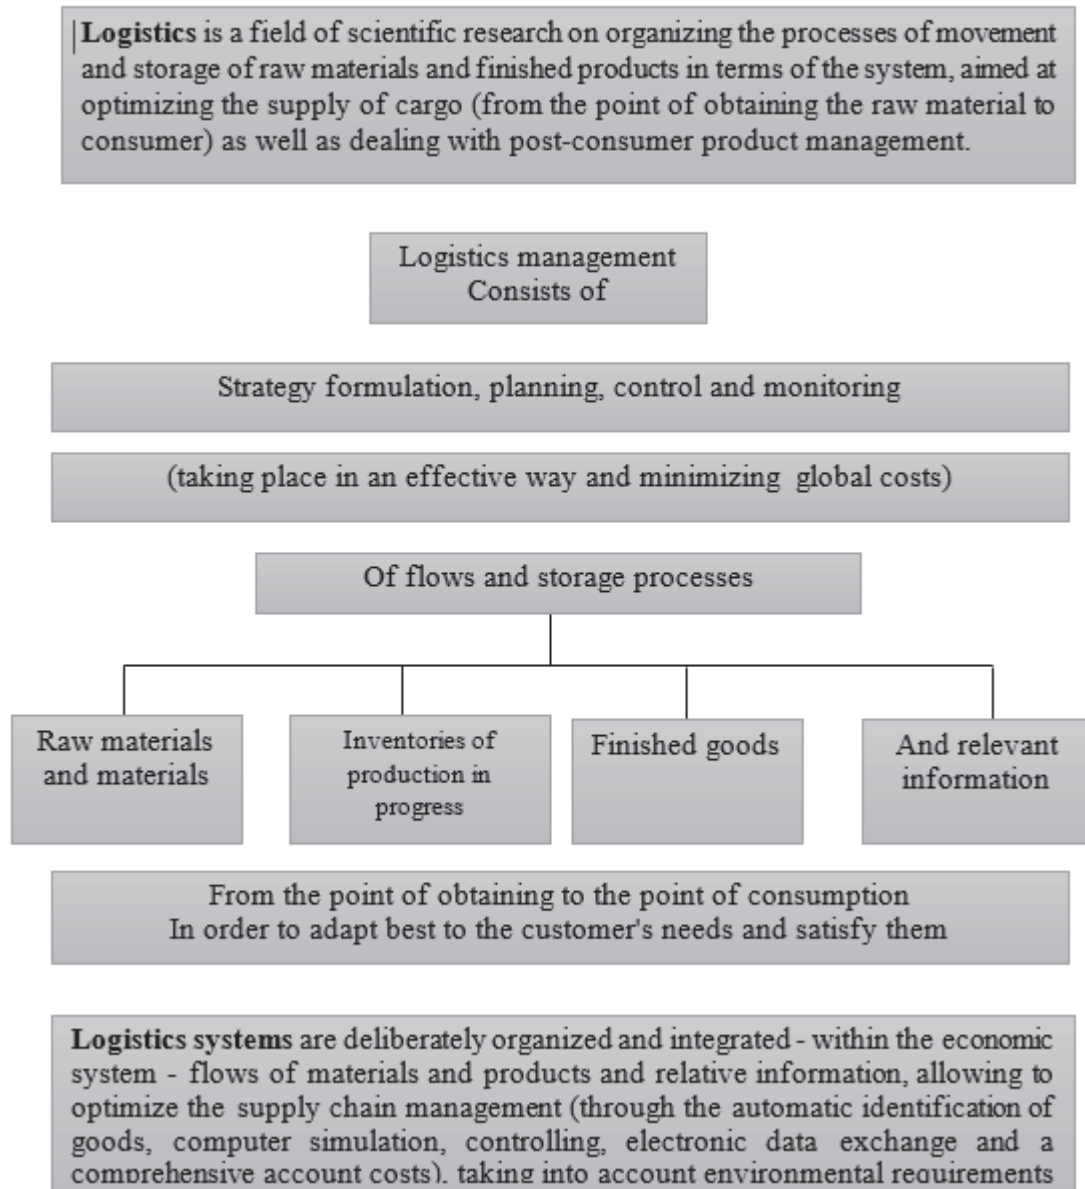 Logistics is a field of scientific research on organizing the processes of movement
and storage of raw materials and finished products in terms of the system, aimed at
optimizing the supply of cargo (from the point of obtaining the raw material to
consumer) as well as dealing with post-consumer product management.
Logistics management
Consists of
Strategy formulation, planning, control and monitoring
(taking place in an effective way and minimizing global costs)
Of flows and storage processes
Raw materials
and materials
Inventories of
production in
progress
Finished goods
And relevant
information
From the point of obtaining to the point of consumption
In order to adapt best to the customer's needs and satisfy them
Logistics systems are deliberately organized and integrated - within the economic
system - flows of materials and products and relative information, allowing to
optimize the supply chain management (through the automatic identification of
goods, computer simulation, controlling, electronic data exchange and a
comprehensive account costs), taking into account environmental requirements